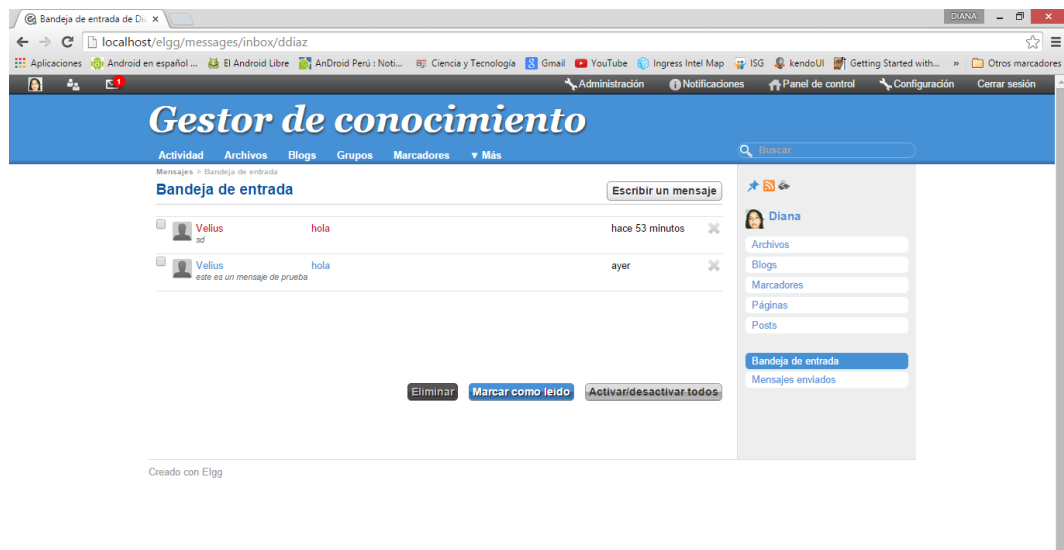 Bandeja de entrada de Di
DIANA
localhost/elgg/messages/inbox/ddiaz
Aplicaciones Android en español ... El Android Libre AnDroid Perú : Noti... Ciencia y Tecnología Gmail YouTube Ingress Intel Map ISG kendoUI Getting Started with... » Otros marcadores
1 Administración Notificaciones Panel de control Configuración Cerrar sesión
Gestor de conocimiento
Actividad Archivos Blogs Grupos Marcadores ▼ Más Buscar
Mensajes > Bandeja de entrada
Bandeja de entrada Escribir un mensaje
Velius hola hace 53 minutos
sd
Velius hola ayer
este es un mensaje de prueba
Eliminar Marcar como leido Activar/desactivar todos
Diana
Archivos
Blogs
Marcadores
Páginas
Posts
Bandeja de entrada
Mensajes enviados
Creado con Elgg